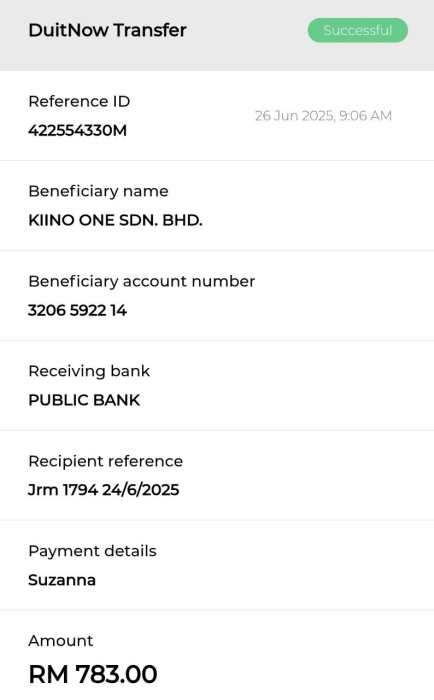 DuitNow Transfer
Successful
Reference ID
422554330M
26 Jun 2025, 9:06 AM
Beneficiary name
KIINO ONE SDN. BHD.
Beneficiary account number
3206 5922 14
Receiving bank
PUBLIC BANK
Recipient reference
Jrm 1794 24/6/2025
Payment details
Suzanna
Amount
RM 783.00